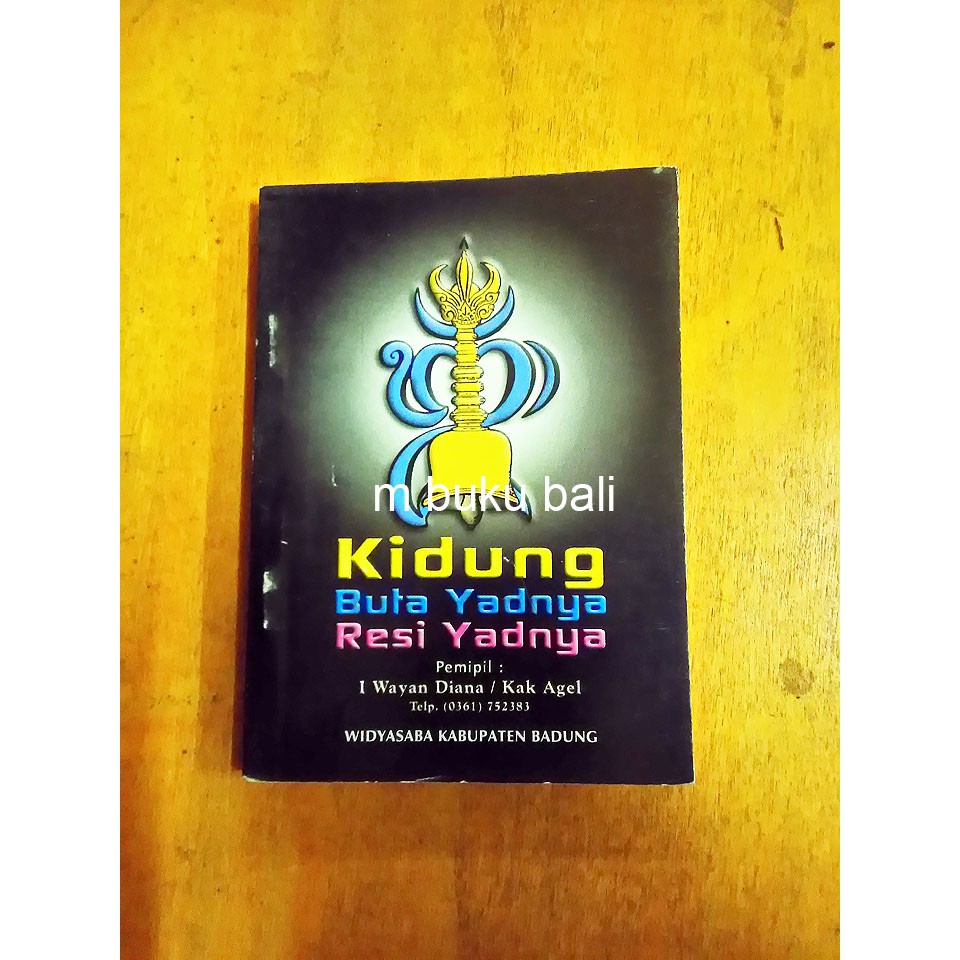 m buku bali
Kidung
Buta Yadnya
Resi Yadnya
Pemipil :
I Wayan Diana / Kak Agel
Telp. (0361) 752383
WIDYASABA KABUPATEN BADUNG